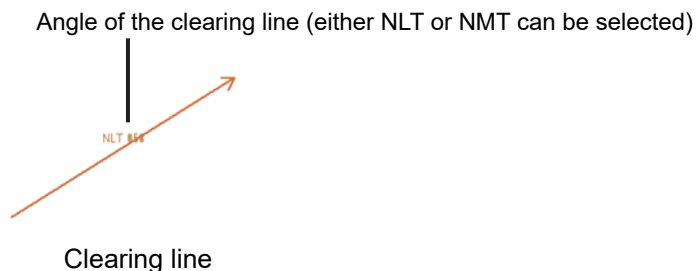 Angle of the clearing line (either NLT or NMT can be selected)
NLT
Clearing line